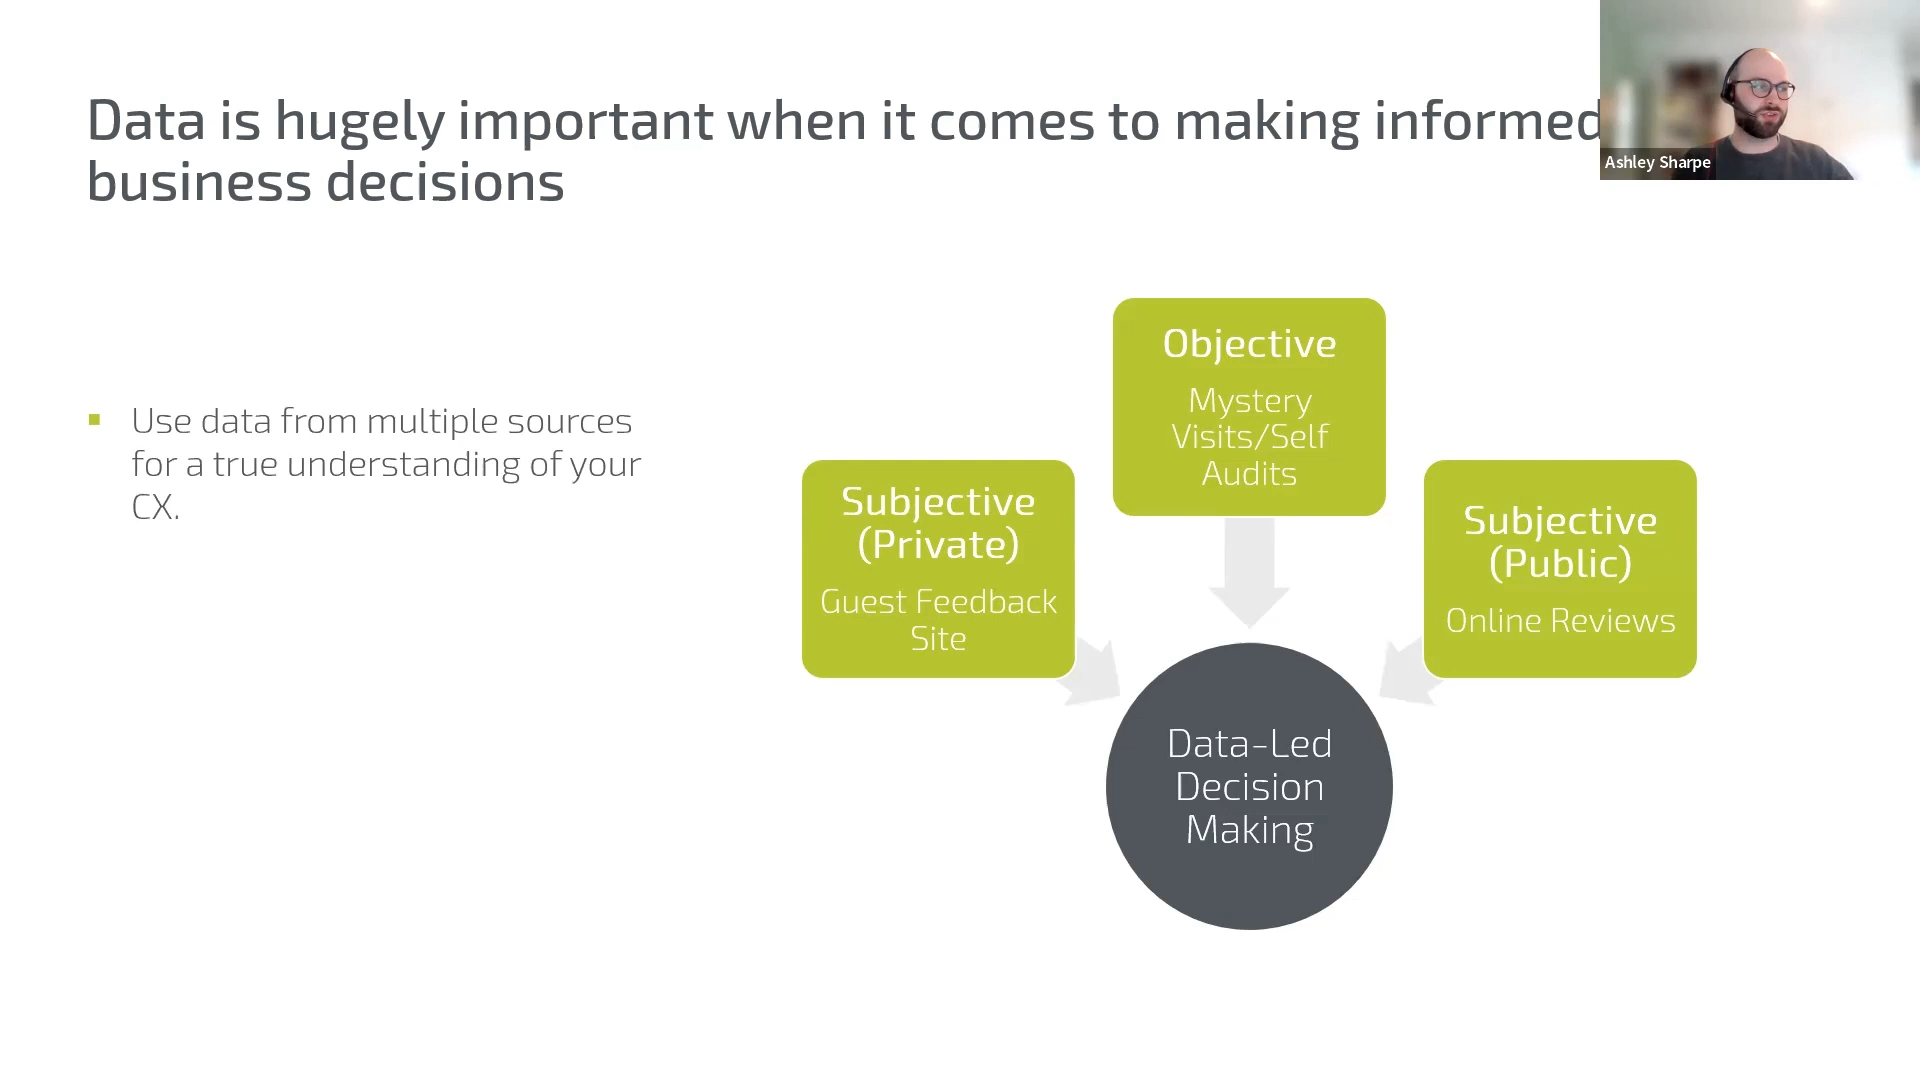 Data is hugely important when it comes to making informed
business decisions
Ashley Sharpe
Use data from multiple sources
for a true understanding of your
CX.
Objective
Mystery
Visits/Self
Audits
Subjective
(Private)
Guest Feedback
Site
Subjective
(Public)
Online Reviews
Data-Led
Decision
Making